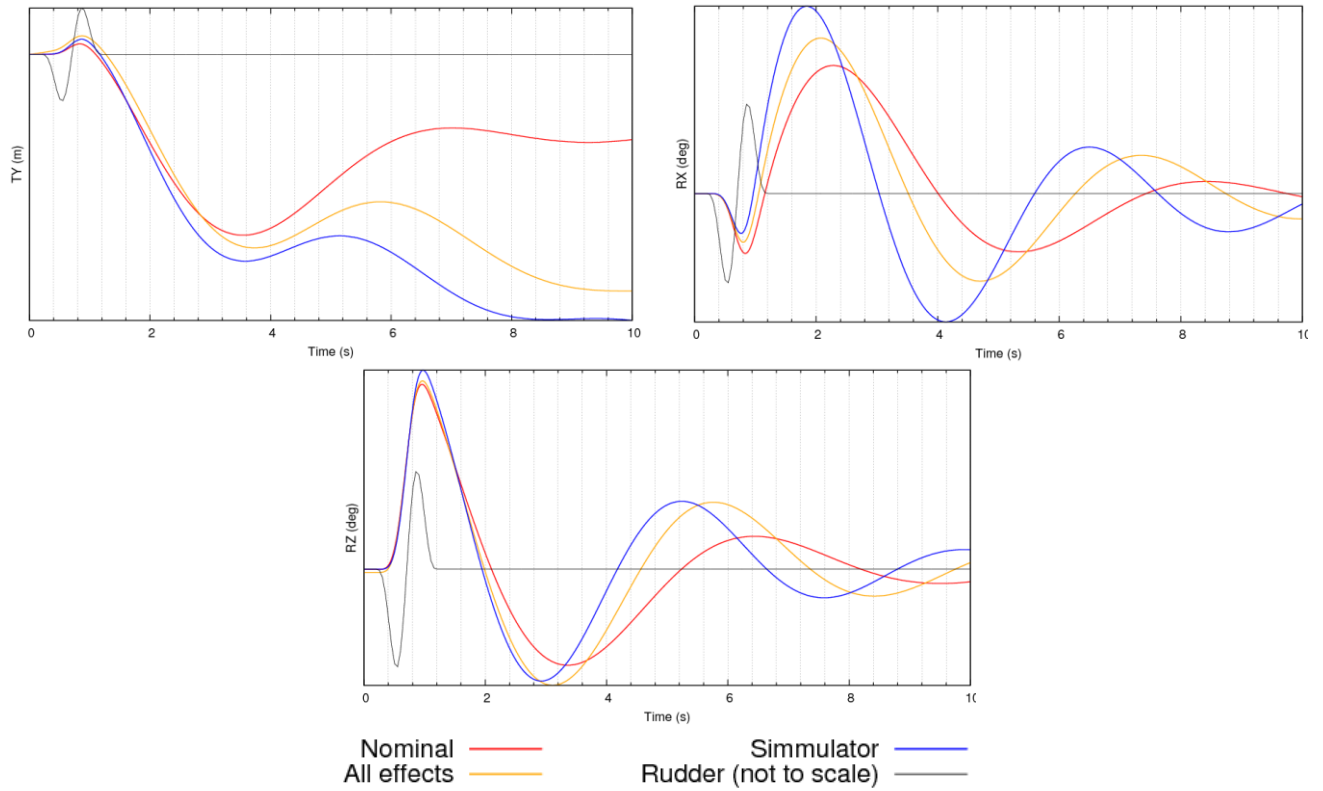 TY (m)
0 2 4 6 8 10
Time (s)
RX (deg)
0 2 4 6 8 10
Time (s)
RZ (deg)
0 2 4 6 8 10
Time (s)
Nominal
Simmulator
All effects
Rudder (not to scale)